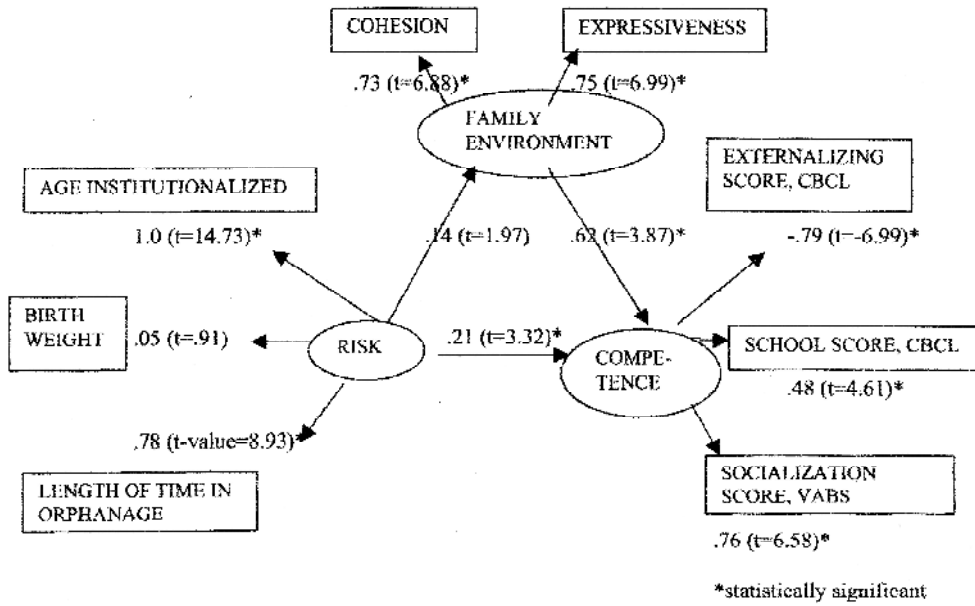 COHESION
EXPRESSIVENESS
.73 (t=6.88)*
.75 (t=6.99)*
FAMILY
ENVIRONMENT
EXTERNALIZING
SCORE, CBCL
AGE INSTITUTIONALIZED
1.0 (t=14.73)*
.14 (t=1.97)
.62 (t=3.87)*
-.79 (t=-6.99)*
BIRTH
WEIGHT
.05 (t=.91)
RISK
.21 (t=3.32)*
COMPE-
TENCE
SCHOOL SCORE, CBCL
.48 (t=4.61)*
.78 (t-value=8.93)*
LENGTH OF TIME IN
ORPHANAGE
SOCIALIZATION
SCORE, VABS
.76 (t=6.58)*
*statistically significant